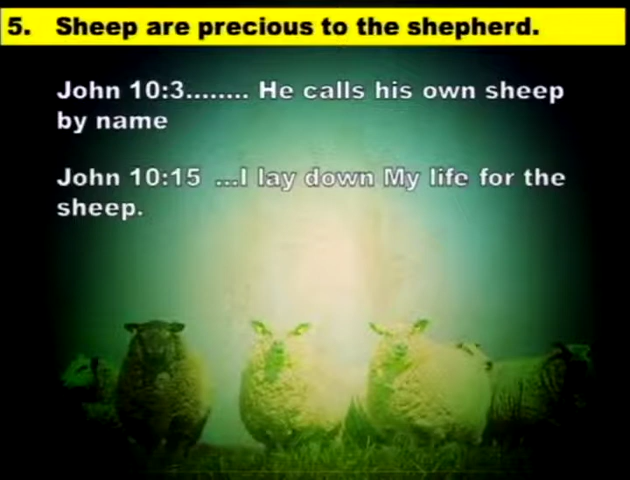 5. Sheep are precious to the shepherd.
John 10:3........ He calls his own sheep
by name
John 10:15 ...I lay down My life for the
sheep.